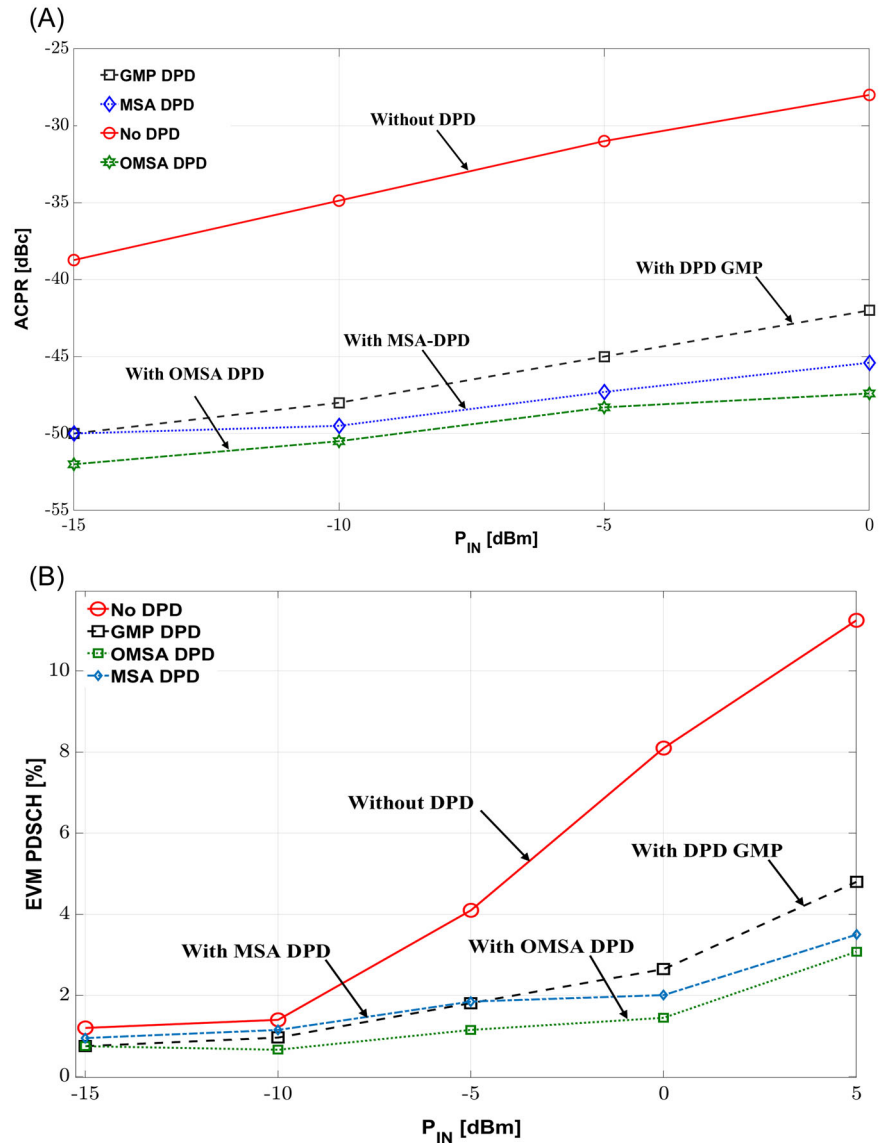 (A)
-25
-30
-35
-40
-45
-50
-55
ACPR [dBc]
GMP DPD
MSA DPD
No DPD
OMSA DPD
Without DPD
With DPD GMP
With MSA-DPD
With OMSA DPD
-15
-10
-5
0
P_IN [dBm]
(B)
10
8
6
4
2
0
EVM PDSCH [%]
No DPD
GMP DPD
OMSA DPD
MSA DPD
Without DPD
With DPD GMP
With MSA DPD
With OMSA DPD
-15
-10
-5
0
5
P_IN [dBm]